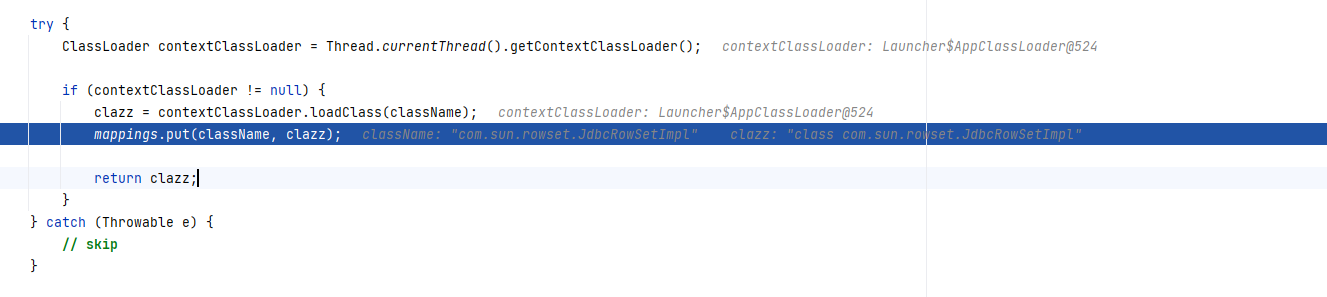 try {
ClassLoader contextClassLoader = Thread.currentThread().getContextClassLoader();   contextClassLoader: Launcher$AppClassLoader@524
if (contextClassLoader != null) {
clazz = contextClassLoader.loadClass(className);   contextClassLoader: Launcher$AppClassLoader@524
mappings.put(className, clazz);   className: "com.sun.rowset.JdbcRowSetImpl"   clazz: "class com.sun.rowset.JdbcRowSetImpl"
return clazz;
}
} catch (Throwable e) {
// skip
}